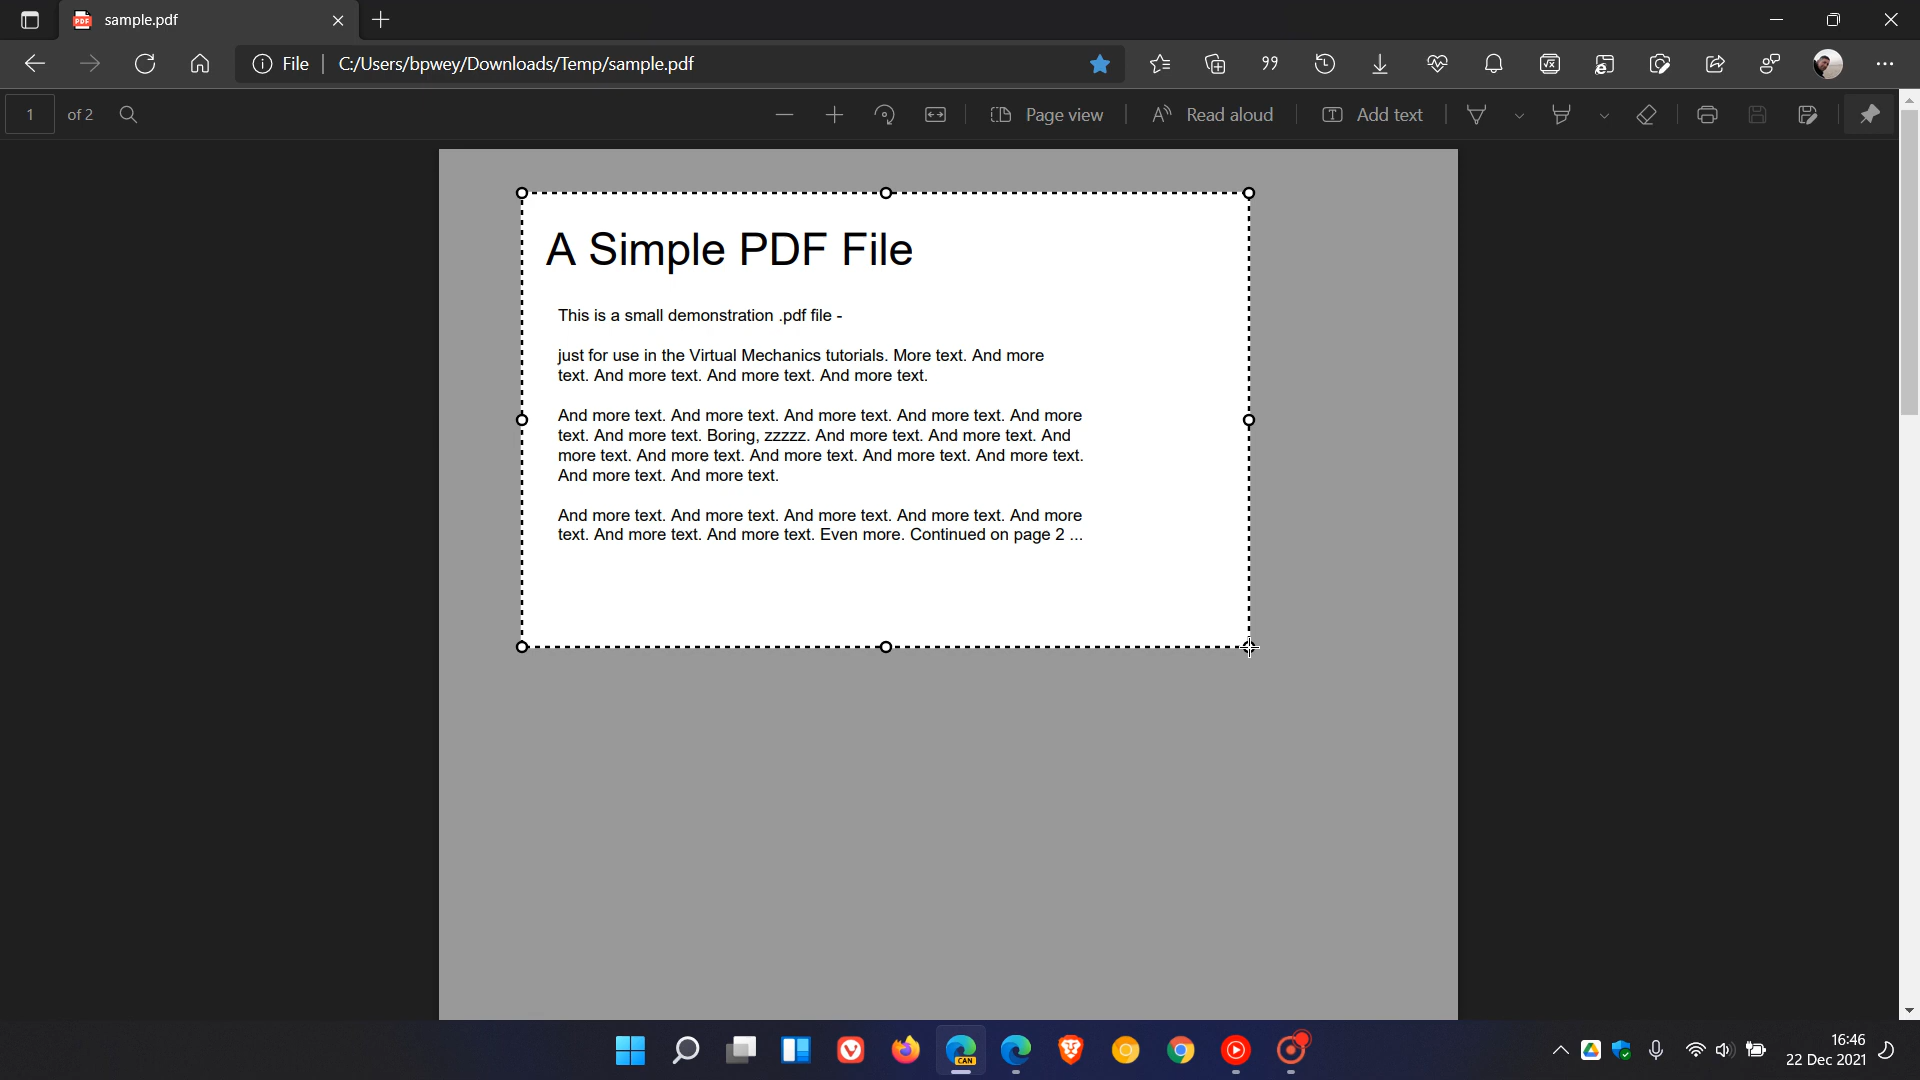 sample.pdf
File
C:/Users/bpwey/Downloads/Temp/sample.pdf
1 of 2
Page view
Read aloud
Add text
A Simple PDF File
This is a small demonstration .pdf file -
just for use in the Virtual Mechanics tutorials. More text. And more
text. And more text. And more text. And more text.
And more text. And more text. And more text. And more text. And more
text. And more text. Boring, zzzzz. And more text. And more text. And
more text. And more text. And more text. And more text. And more text.
And more text. And more text.
And more text. And more text. And more text. And more text. And more
text. And more text. And more text. Even more. Continued on page 2 ...
CAN
16:46
22 Dec 2021